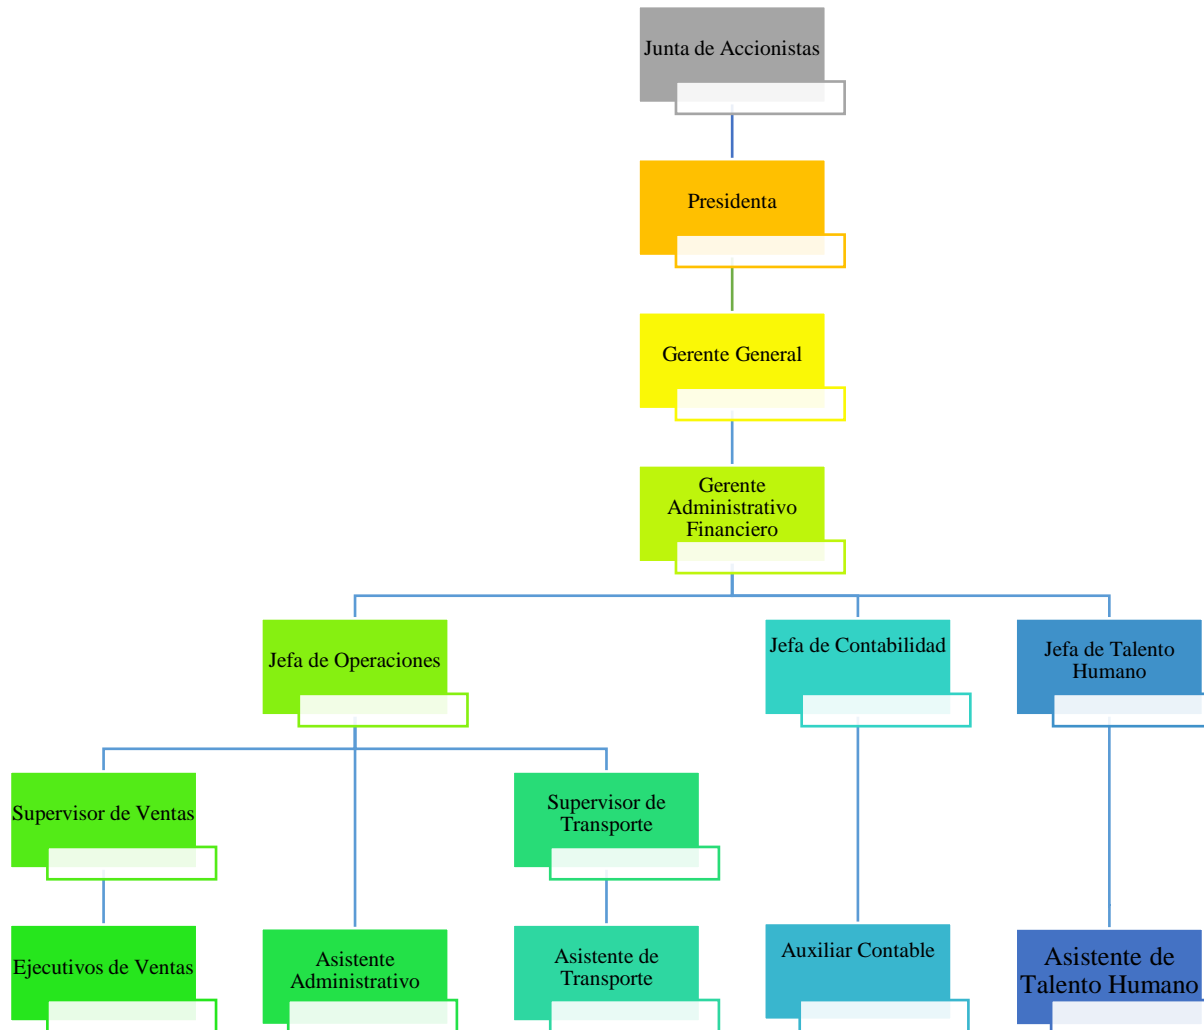 Junta de Accionistas
Presidenta
Gerente General
Gerente
Administrativo
Financiero
Jefa de Operaciones
Jefa de Contabilidad
Jefa de Talento
Humano
Supervisor de Ventas
Supervisor de
Transporte
Ejecutivos de Ventas
Asistente
Administrativo
Asistente de
Transporte
Auxiliar Contable
Asistente de
Talento Humano